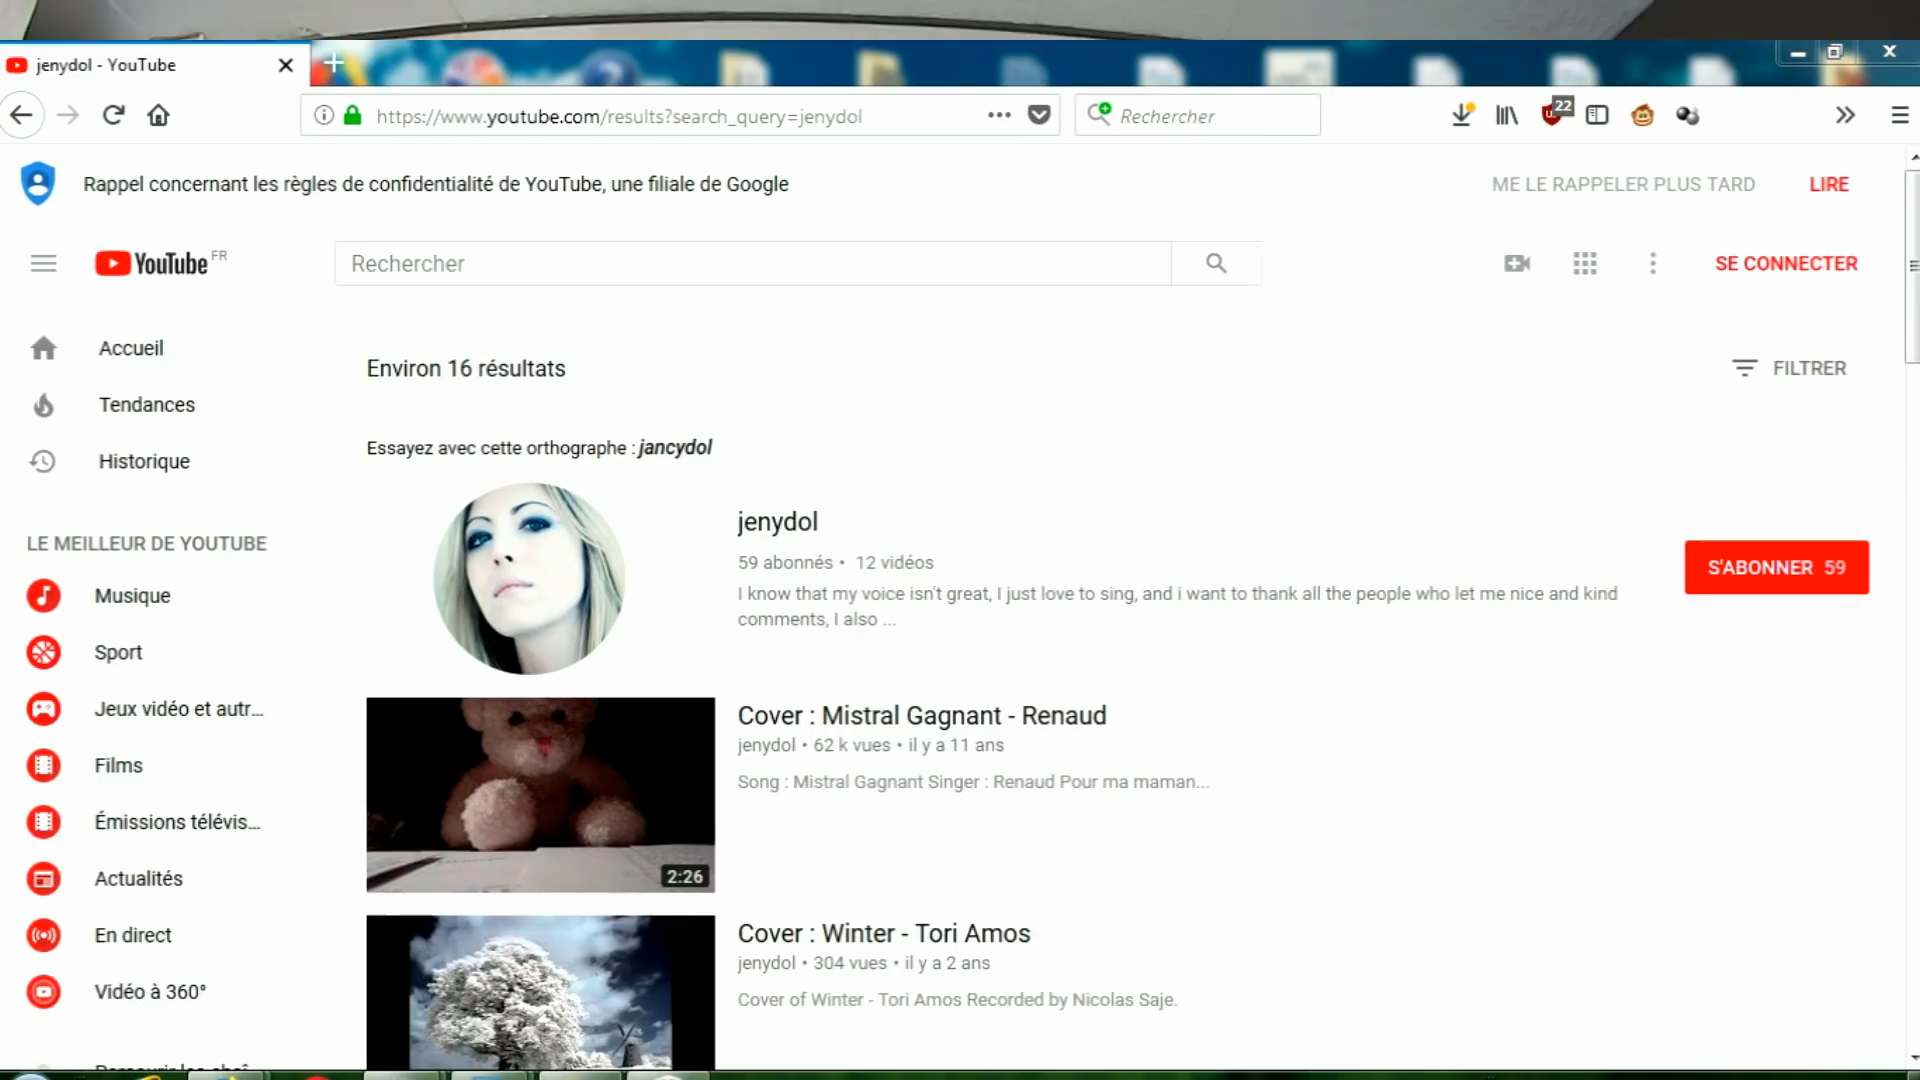 jenydol - YouTube
https://www.youtube.com/results?search_query=jenydol
Rechercher
22
Rappel concernant les règles de confidentialité de YouTube, une filiale de Google
ME LE RAPPELER PLUS TARD
LIRE
YouTube FR
Rechercher
SE CONNECTER
Accueil
Tendances
Historique
LE MEILLEUR DE YOUTUBE
Musique
Sport
Jeux vidéo et autr...
Films
Émissions télévis...
Actualités
En direct
Vidéo à 360°
Environ 16 résultats
FILTRER
Essayez avec cette orthographe : jancydol
jenydol
59 abonnés • 12 vidéos
I know that my voice isn't great, I just love to sing, and i want to thank all the people who let me nice and kind
comments, I also ...
S'ABONNER 59
Cover : Mistral Gagnant - Renaud
jenydol • 62 k vues • il y a 11 ans
Song : Mistral Gagnant Singer : Renaud Pour ma maman...
2:26
Cover : Winter - Tori Amos
jenydol • 304 vues • il y a 2 ans
Cover of Winter - Tori Amos Recorded by Nicolas Saje.